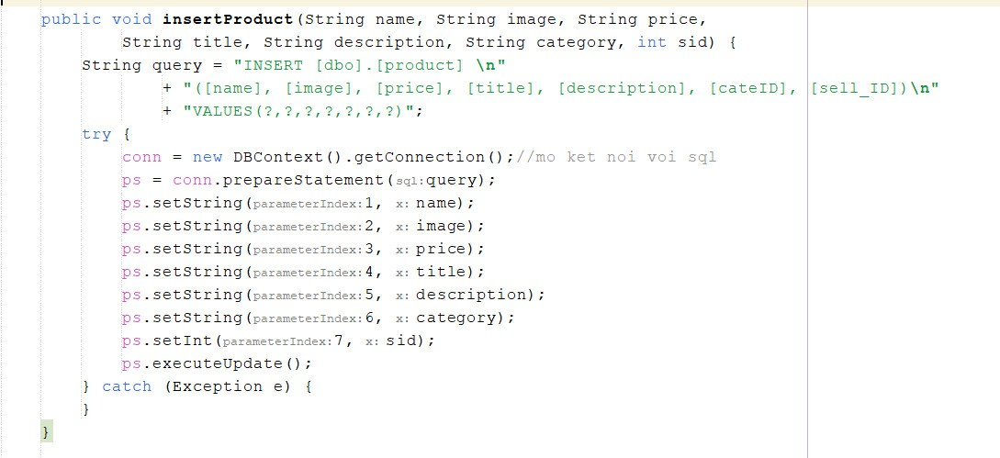 public void insertProduct(String name, String image, String price,
String title, String description, String category, int sid) {
String query = "INSERT [dbo].[product] \n"
+ "([name], [image], [price], [title], [description], [cateID], [sell_ID])\n"
+ "VALUES(?,?,?,?,?,?,?)";
try {
conn = new DBContext().getConnection();//mo ket noi voi sql
ps = conn.prepareStatement(sql:query);
ps.setString(parameterIndex:1, x: name);
ps.setString(parameterIndex:2, x: image);
ps.setString(parameterIndex:3, x: price);
ps.setString(parameterIndex:4, x: title);
ps.setString(parameterIndex:5, x: description);
ps.setString(parameterIndex:6, x: category);
ps.setInt(parameterIndex:7, x: sid);
ps.executeUpdate();
} catch (Exception e) {
}
}